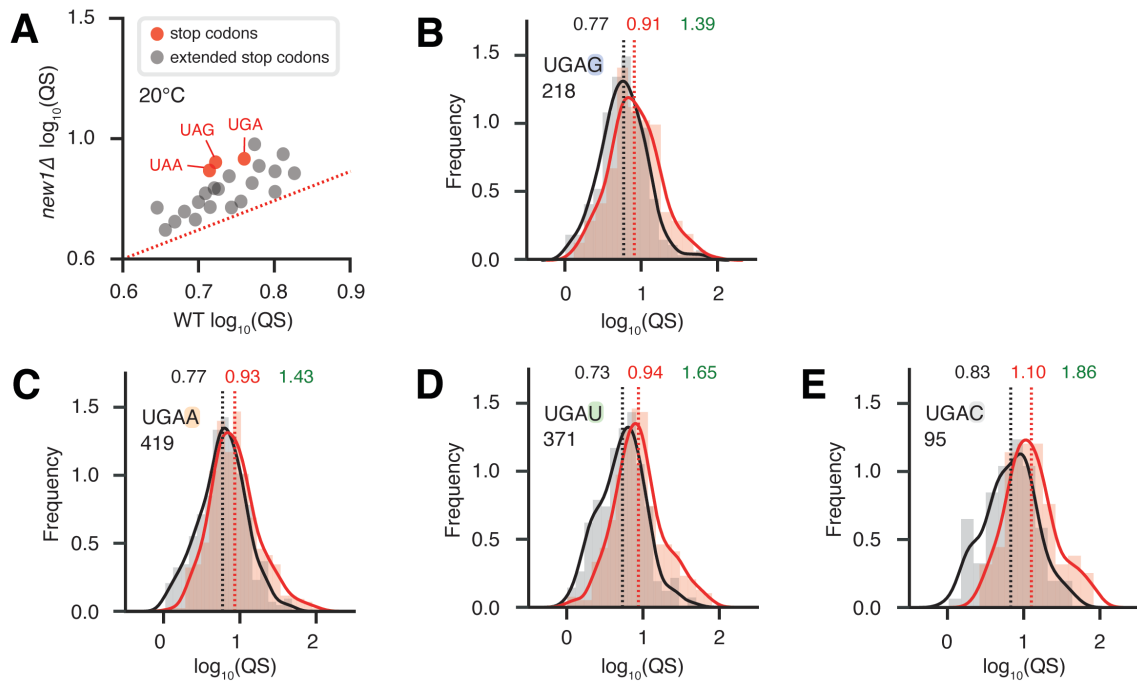 A
1.5
1.0
0.6
new1Δ log10(QS)
stop codons
extended stop codons
20°C
UAG
UGA
UAA
0.6 0.7 0.8 0.9
WT log10(QS)
B
0.77 0.91 1.39
UGAG
218
1.5
1.0
0.5
0.0
Frequency
0 1 2
log10(QS)
C
0.77 0.93 1.43
UGAA
419
1.5
1.0
0.5
0.0
Frequency
0 1 2
log10(QS)
D
0.73 0.94 1.65
UGAU
371
1.5
1.0
0.5
0.0
Frequency
0 1 2
log10(QS)
E
0.83 1.10 1.86
UGAC
95
1.5
1.0
0.5
0.0
Frequency
0 1 2
log10(QS)